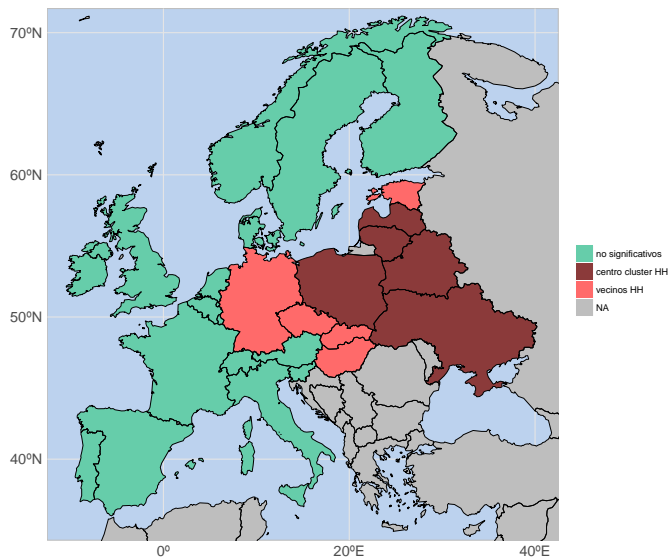 70ºN
60ºN
50ºN
40ºN
0º
20ºE
40ºE
no significativos
centro cluster HH
vecinos HH
NA